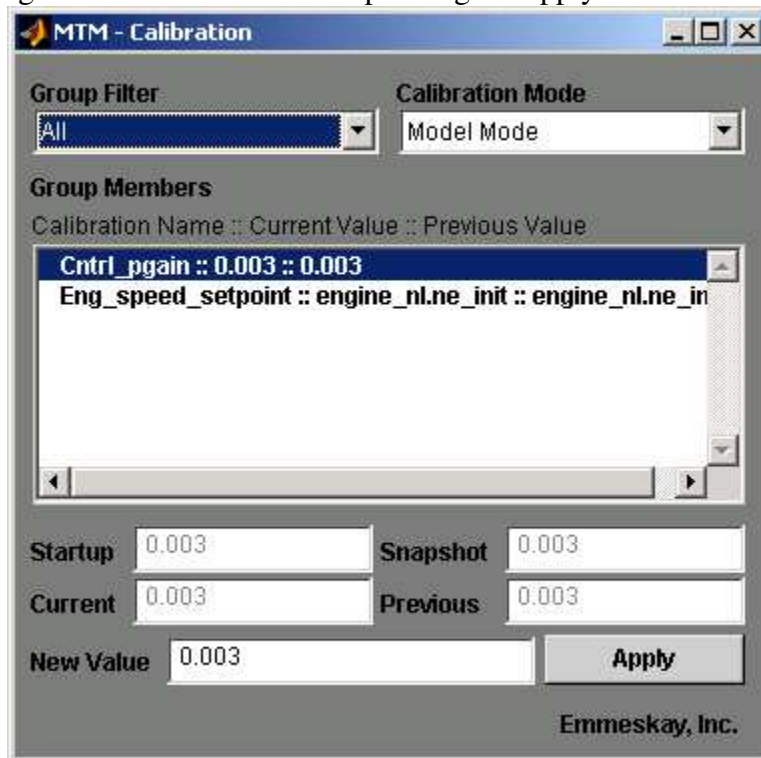 MTM - Calibration
Group Filter Calibration Mode
All Model Mode
Group Members
Calibration Name :: Current Value :: Previous Value
Cntrl_pgain :: 0.003 :: 0.003
Eng_speed_setpoint :: engine_nl.ne_init :: engine_nl.ne_in
Startup 0.003 Snapshot 0.003
Current 0.003 Previous 0.003
New Value 0.003 Apply
Emmeskay, Inc.